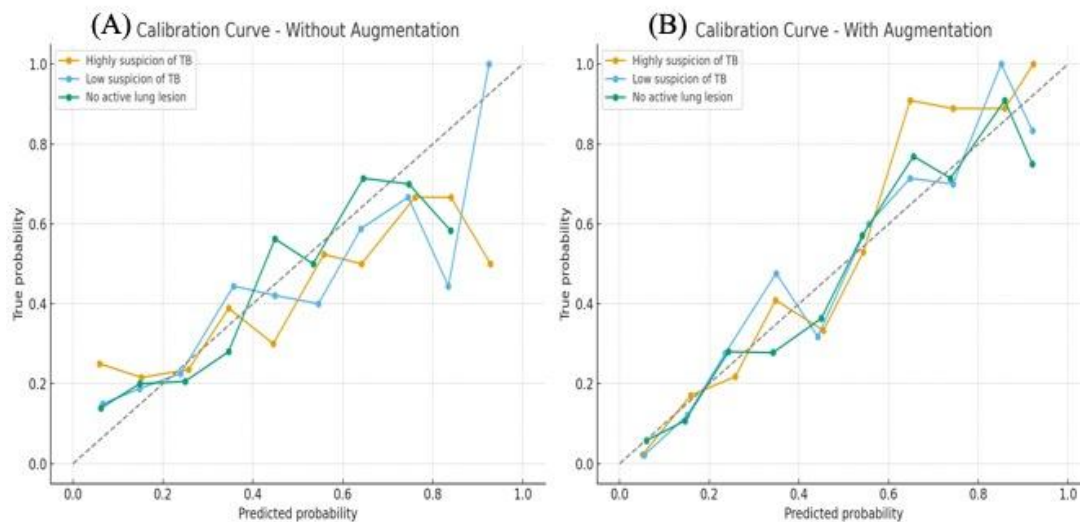 (A)
Calibration Curve - Without Augmentation
Highly suspicion of TB
Low suspicion of TB
No active lung lesion
True probability
1.0
0.8
0.6
0.4
0.2
0.0
0.0 0.2 0.4 0.6 0.8 1.0
Predicted probability
(B)
Calibration Curve - With Augmentation
Highly suspicion of TB
Low suspicion of TB
No active lung lesion
True probability
1.0
0.8
0.6
0.4
0.2
0.0
0.0 0.2 0.4 0.6 0.8 1.0
Predicted probability